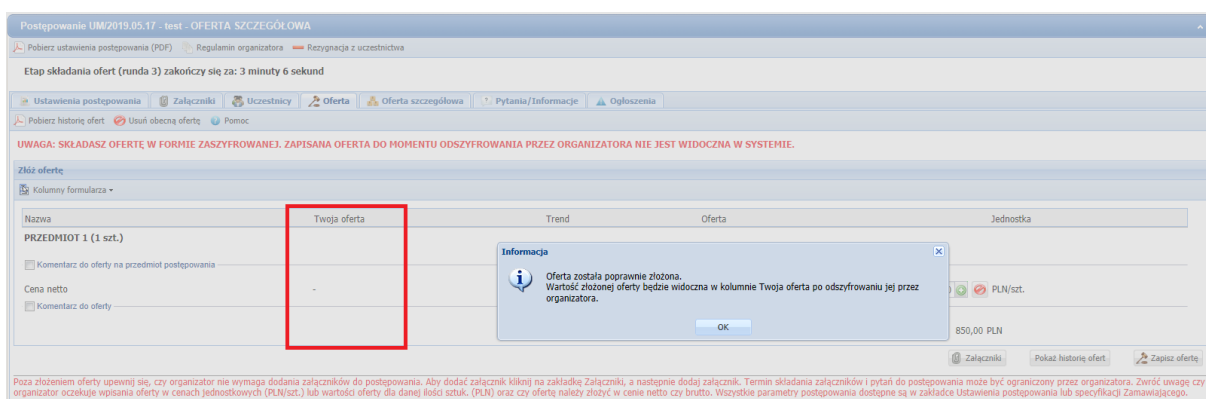 Postępowanie UM/2019.05.17 - test - OFERTA SZCZEGÓŁOWA
Pobierz ustawienia postępowania (PDF) Regulamin organizatora Rezygnacja z uczestnictwa
Etap składania ofert (runda 3) zakończy się za: 3 minuty 6 sekund
Ustawienia postępowania Załączniki Uczestnicy Oferta Oferta szczegółowa Pytania/Informacje Ogłoszenia
Pobierz historię ofert Usuń obecną ofertę Pomoc
UWAGA: SKŁADASZ OFERTĘ W FORMIE ZASZYFROWANEJ. ZAPISANA OFERTA DO MOMENTU ODSZYFROWANIA PRZEZ ORGANIZATORA NIE JEST WIDOCZNA W SYSTEMIE.
Złóż ofertę
Kolumny formularza
Nazwa Twoja oferta Trend Oferta Jednostka
PRZEDMIOT 1 (1 szt.)
Komentarz do oferty na przedmiot postępowania
Cena netto - PLN/szt.
Komentarz do oferty
Informacja
Oferta została poprawnie złożona.
Wartość złożonej oferty będzie widoczna w kolumnie Twoja oferta po odszyfrowaniu jej przez
organizatora.
OK
850,00 PLN
Załączniki Pokaż historię ofert Zapisz ofertę
Poza złożeniem oferty upewnij się, czy organizator nie wymaga dodania załączników do postępowania. Aby dodać załącznik kliknij na zakładkę Załączniki, a następnie dodaj załącznik. Termin składania załączników i pytań do postępowania może być ograniczony przez organizatora. Zwróć uwagę czy
organizator oczekuje wpisania oferty w cenach jednostkowych (PLN/szt.) lub wartości oferty dla danej ilości sztuk. (PLN) oraz czy ofertę należy złożyć w cenie netto czy brutto. Wszystkie parametry postępowania dostępne są w zakładce Ustawienia postępowania lub specyfikacji Zamawiającego.